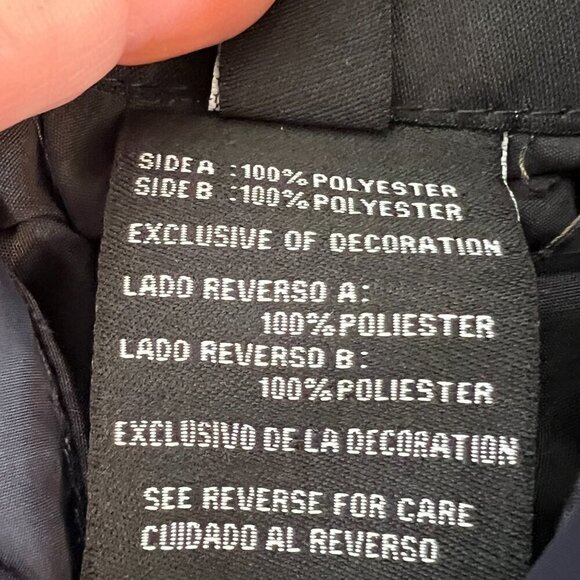 SIDE A :100% POLYESTER
SIDE B :100% POLYESTER
EXCLUSIVE OF DECORATION
LADO REVERSO A:
100% POLIESTER
LADO REVERSO B:
100% POLIESTER
EXCLUSIVO DE LA DECORATION
SEE REVERSE FOR CARE
CUIDADO AL REVERSO